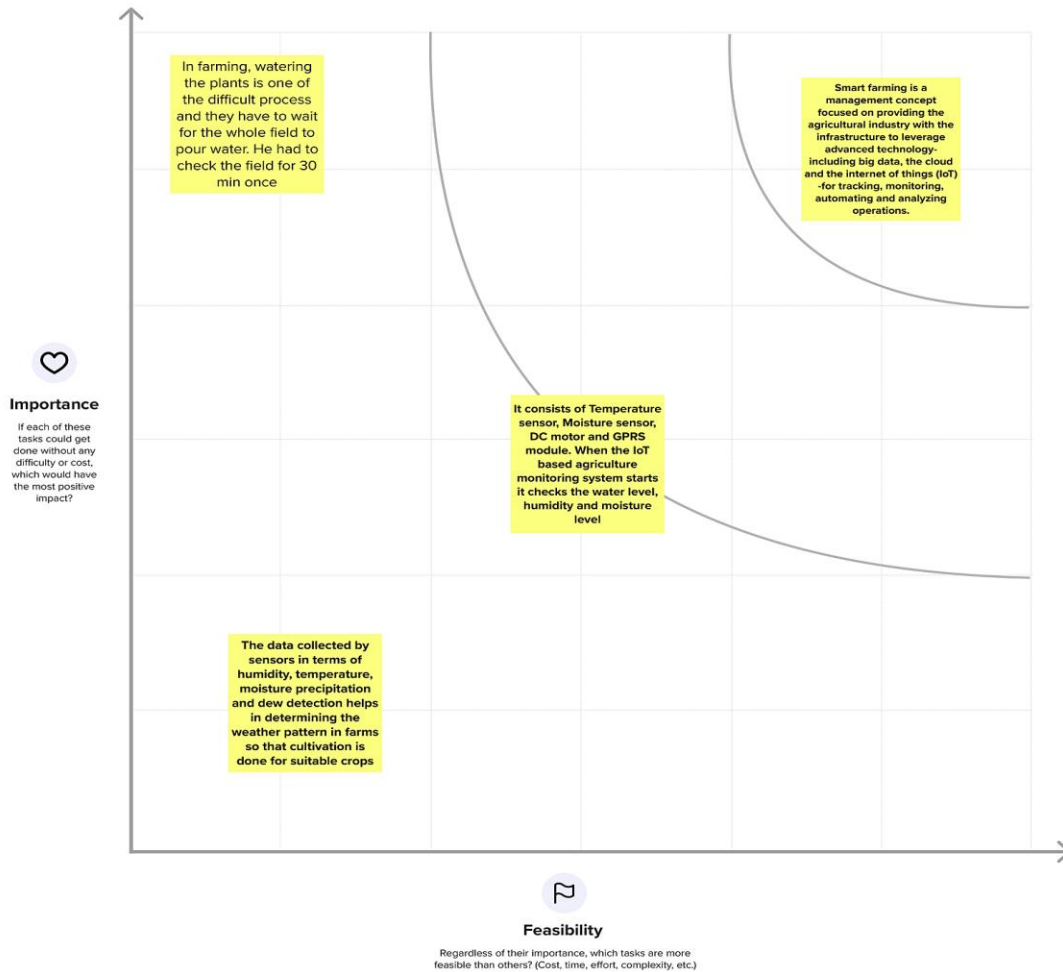 In farming, watering
the plants is one of
the difficult process
and they have to wait
for the whole field to
pour water. He had to
check the field for 30
min once
Smart farming is a
management concept
focused on providing the
agricultural industry with the
infrastructure to leverage
advanced technology-
including big data, the cloud
and the internet of things (IoT)
-for tracking, monitoring,
automating and analyzing
operations.
Importance
If each of these
tasks could get
done without any
difficulty or cost,
which would have
the most positive
impact?
It consists of Temperature
sensor, Moisture sensor,
DC motor and GPRS
module. When the IoT
based agriculture
monitoring system starts
it checks the water level,
humidity and moisture
level
The data collected by
sensors in terms of
humidity, temperature,
moisture precipitation
and dew detection helps
in determining the
weather pattern in farms
so that cultivation is
done for suitable crops
Feasibility
Regardless of their importance, which tasks are more
feasible than others? (Cost, time, effort, complexity, etc.)